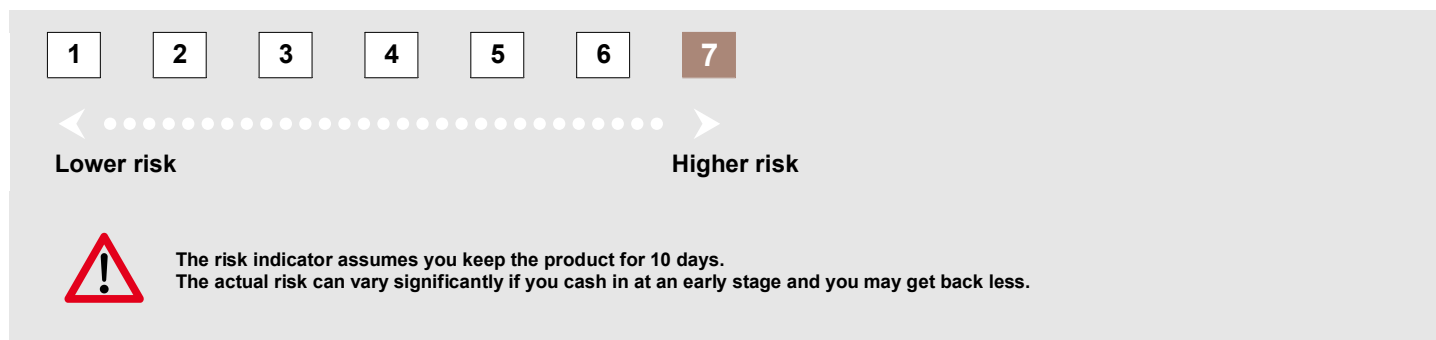 1 2 3 4 5 6 7
Lower risk Higher risk
The risk indicator assumes you keep the product for 10 days.
The actual risk can vary significantly if you cash in at an early stage and you may get back less.